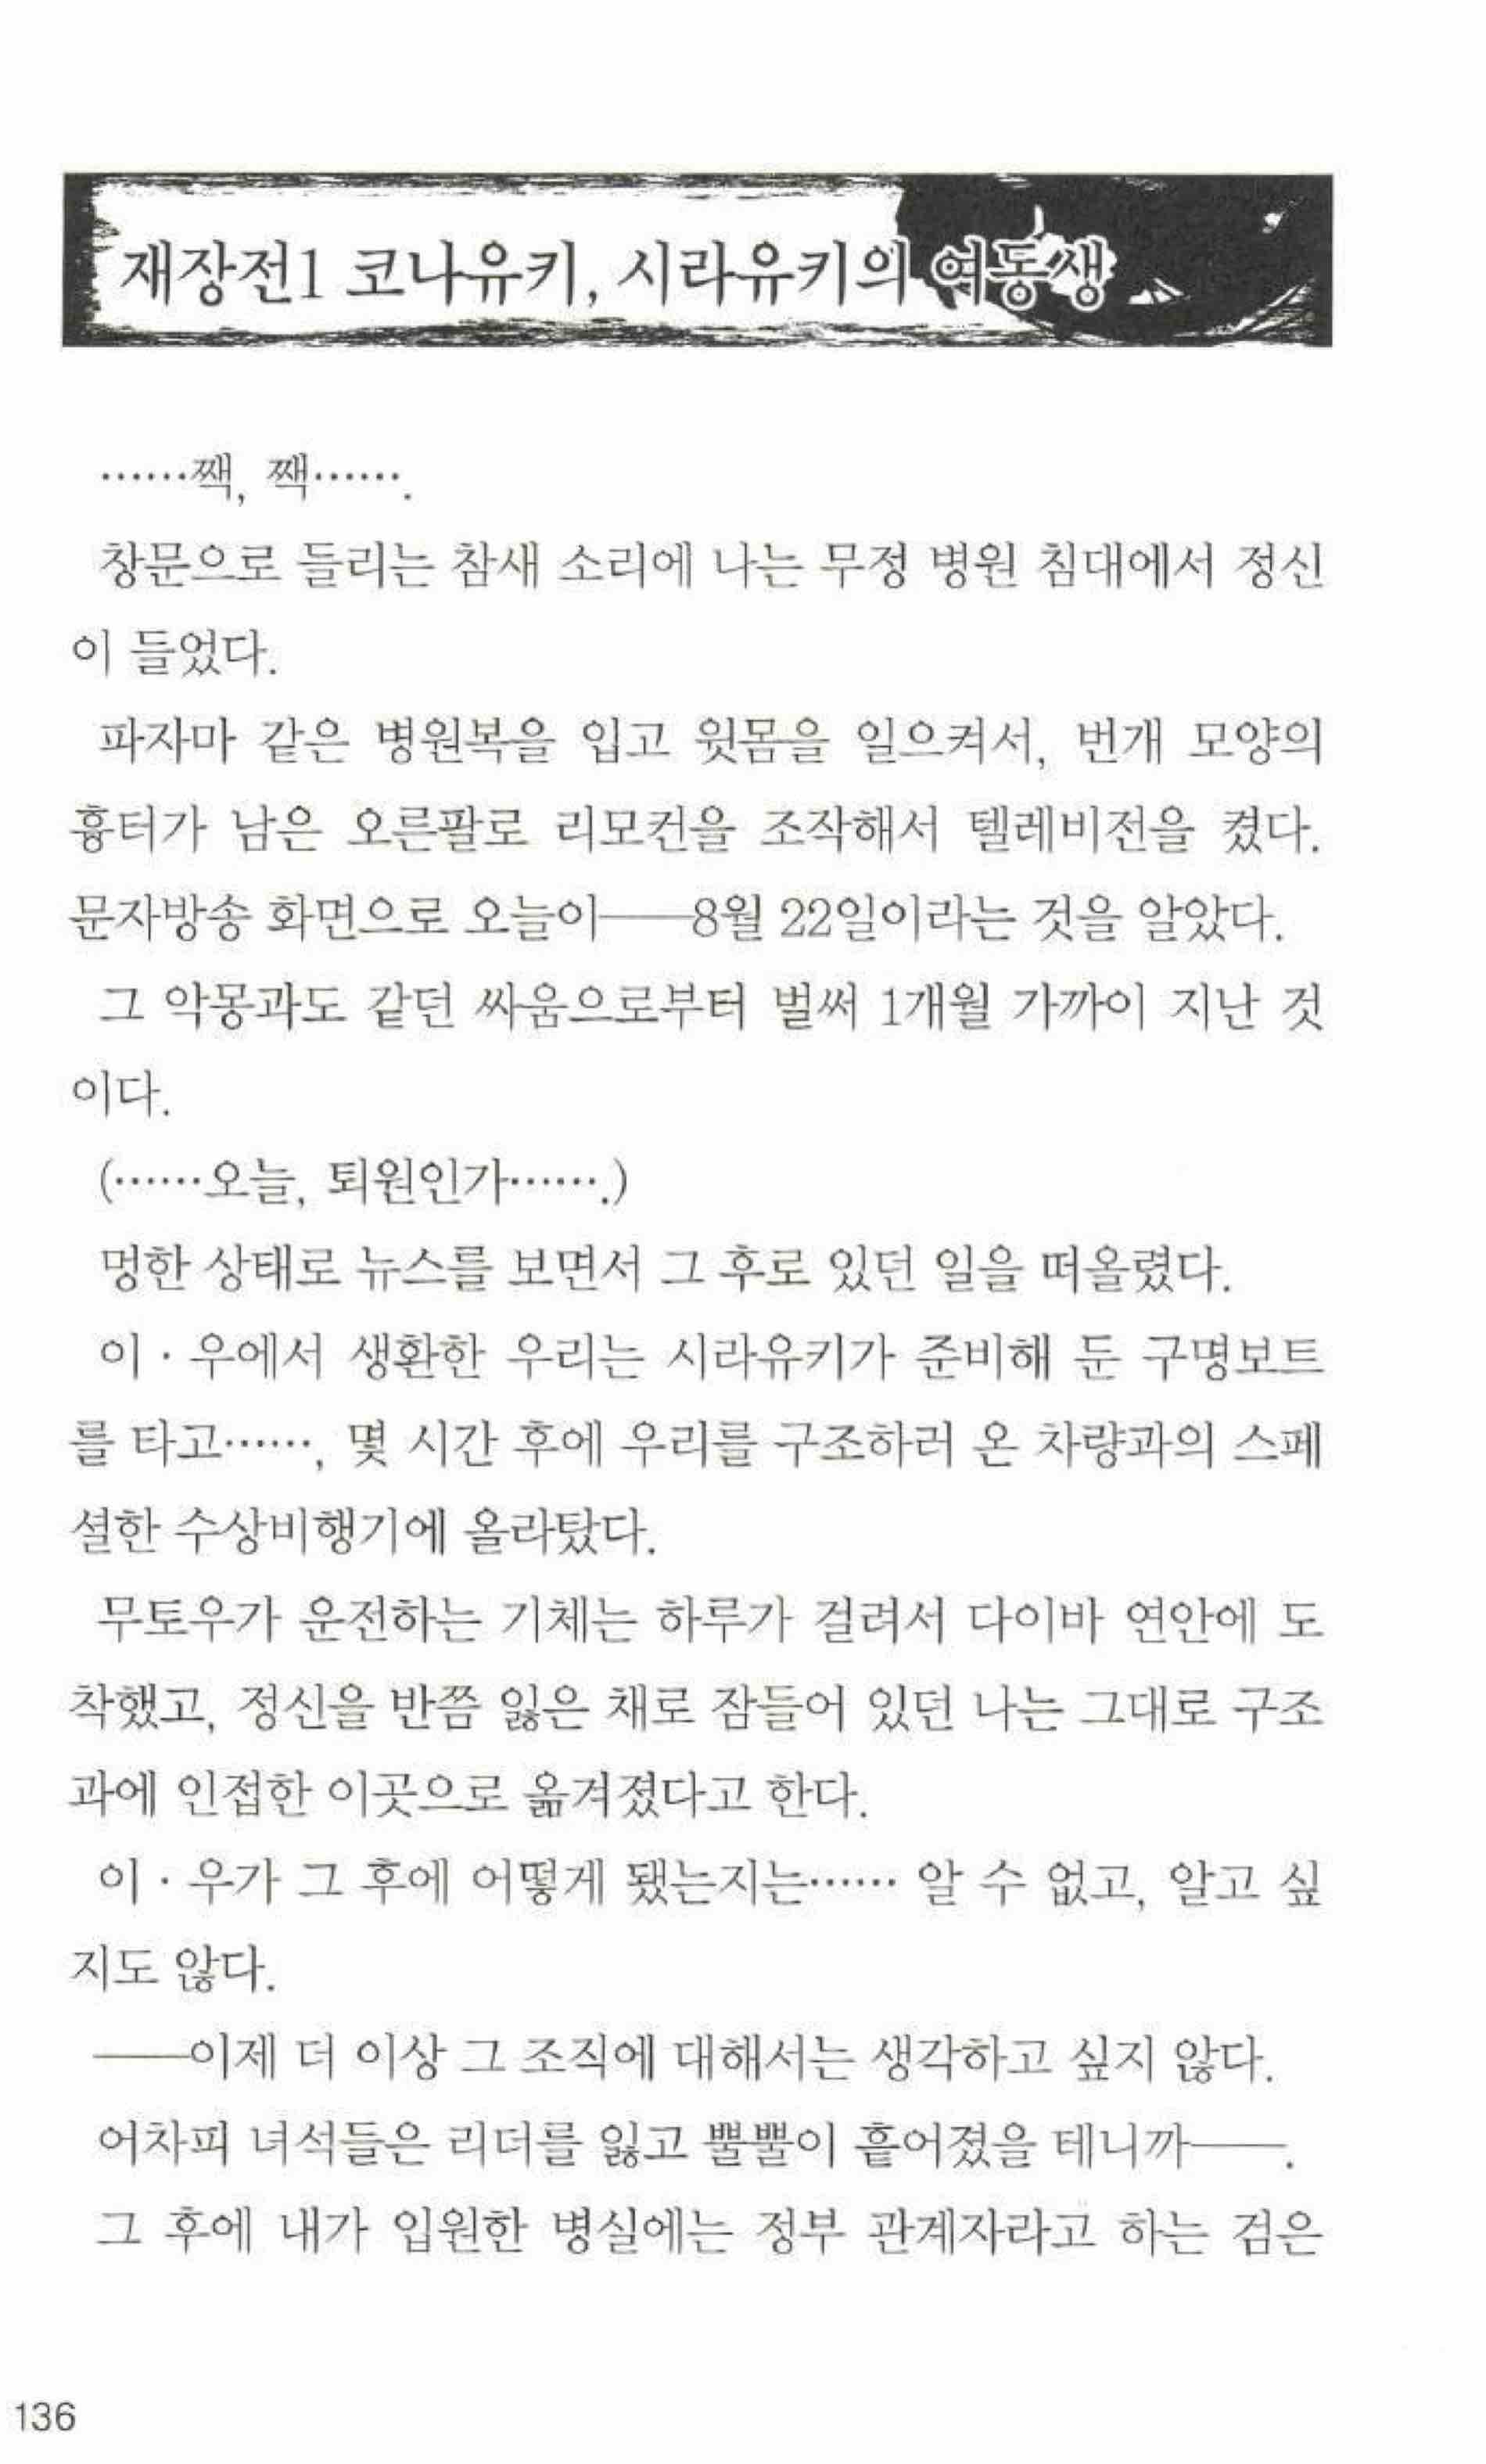 재장전1 코나유키, 시라유키의 여동생
……짹, 짹…….
창문으로 들리는 참새 소리에 나는 무정 병원 침대에서 정신
이 들었다.
파자마 같은 병원복을 입고 윗몸을 일으켜서, 번개 모양의
흉터가 남은 오른팔로 리모컨을 조작해서 텔레비전을 켰다.
문자방송 화면으로 오늘이──8월 22일이라는 것을 알았다.
그 악몽과도 같던 싸움으로부터 벌써 1개월 가까이 지난 것
이다.
(……오늘, 퇴원인가…….)
멍한 상태로 뉴스를 보면서 그 후로 있던 일을 떠올렸다.
이·우에서 생환한 우리는 시라유키가 준비해 둔 구명보트
를 타고……, 몇 시간 후에 우리를 구조하러 온 차량과의 스페
셜한 수상비행기에 올라탔다.
무토우가 운전하는 기체는 하루가 걸려서 다이바 연안에 도
착했고, 정신을 반쯤 잃은 채로 잠들어 있던 나는 그대로 구조
과에 인접한 이곳으로 옮겨졌다고 한다.
이·우가 그 후에 어떻게 됐는지는…… 알 수 없고, 알고 싶
지도 않다.
──이제 더 이상 그 조직에 대해서는 생각하고 싶지 않다.
어차피 녀석들은 리더를 잃고 뿔뿔이 흩어졌을 테니까──.
그 후에 내가 입원한 병실에는 정부 관계자라고 하는 검은
136